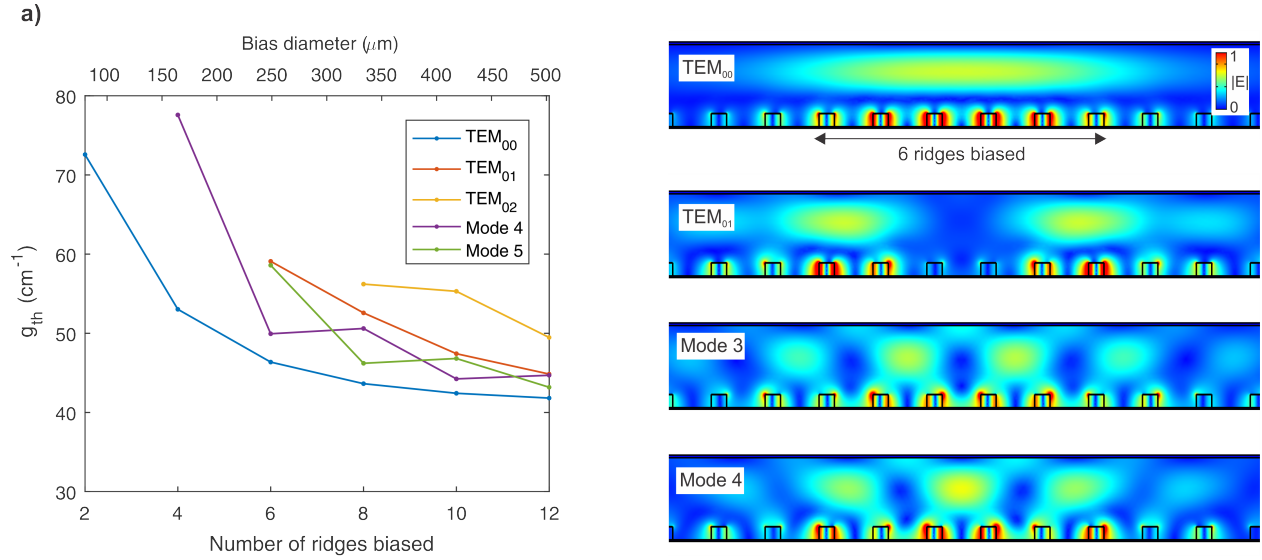 a)
Bias diameter (μm)
100 150 200 250 300 350 400 450 500
80
70
60
50
40
30
g_th (cm⁻¹)
2 4 6 8 10 12
Number of ridges biased
TEM₀₀
TEM₀₁
TEM₀₂
Mode 4
Mode 5
TEM₀₀
1
|E|
0
6 ridges biased
TEM₀₁
Mode 3
Mode 4